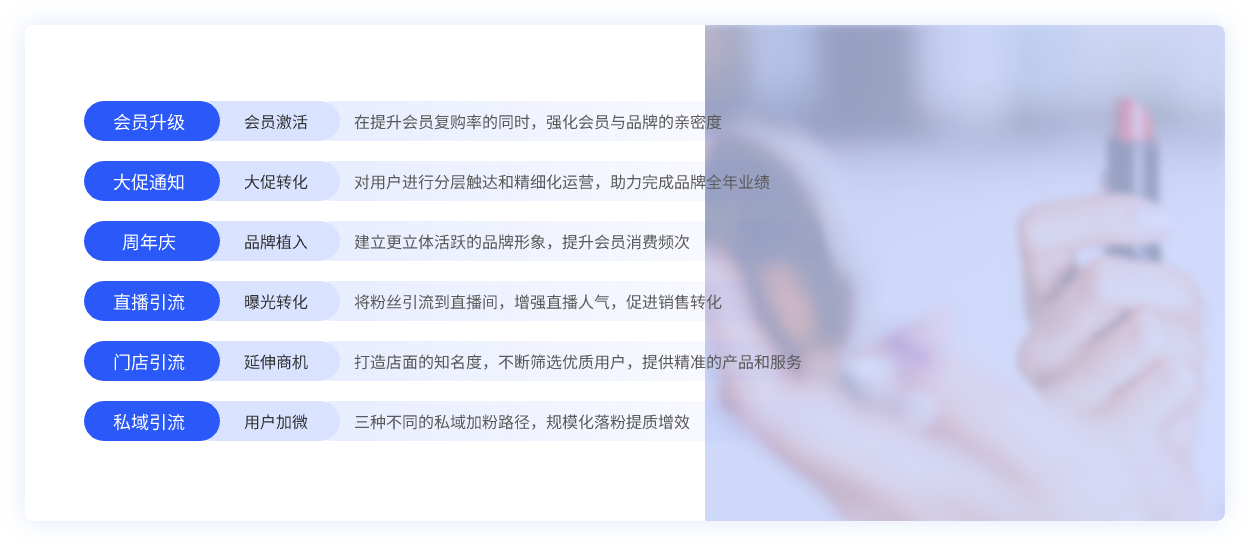 会员升级 会员激活 在提升会员复购率的同时，强化会员与品牌的亲密度
大促通知 大促转化 对用户进行分层触达和精细化运营，助力完成品牌全年业绩
周年庆 品牌植入 建立更立体活跃的品牌形象，提升会员消费频次
直播引流 曝光转化 将粉丝引流到直播间，增强直播人气，促进销售转化
门店引流 延伸商机 打造店面的知名度，不断筛选优质用户，提供精准的产品和服务
私域引流 用户加微 三种不同的私域加粉路径，规模化落粉提质增效